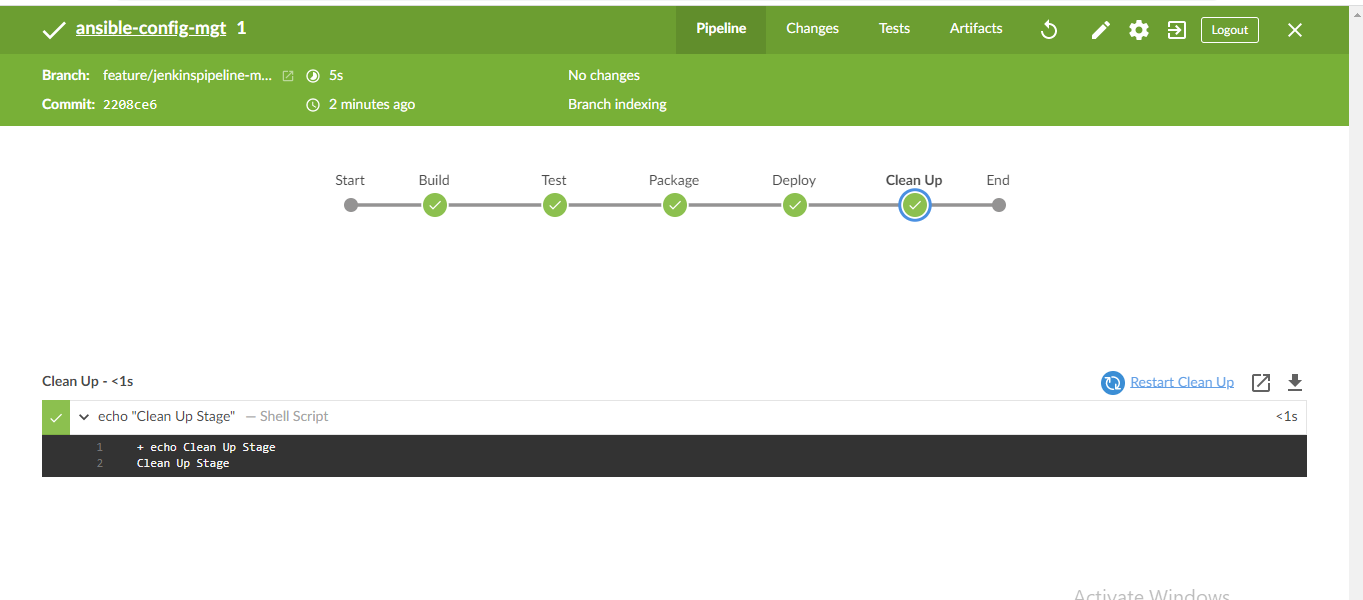 ansible-config-mgt 1 Pipeline Changes Tests Artifacts Logout
Branch: feature/jenkinspipeline-m... 5s No changes
Commit: 2208ce6 2 minutes ago Branch indexing
Start Build Test Package Deploy Clean Up End
Clean Up - <1s Restart Clean Up
echo "Clean Up Stage" — Shell Script <1s
1 + echo Clean Up Stage
2 Clean Up Stage
Activate Windows